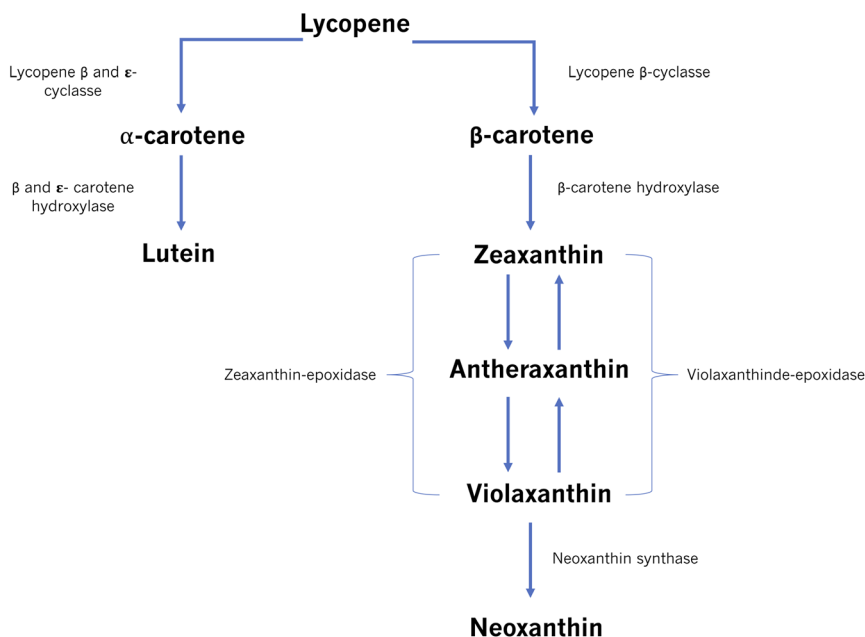 Lycopene
Lycopene β and ε-
cyclasse
Lycopene β-cyclasse
α-carotene
β-carotene
β and ε- carotene
hydroxylase
β-carotene hydroxylase
Lutein
Zeaxanthin
Antheraxanthin
Zeaxanthin-epoxidase
Violaxanthinde-epoxidase
Violaxanthin
Neoxanthin synthase
Neoxanthin